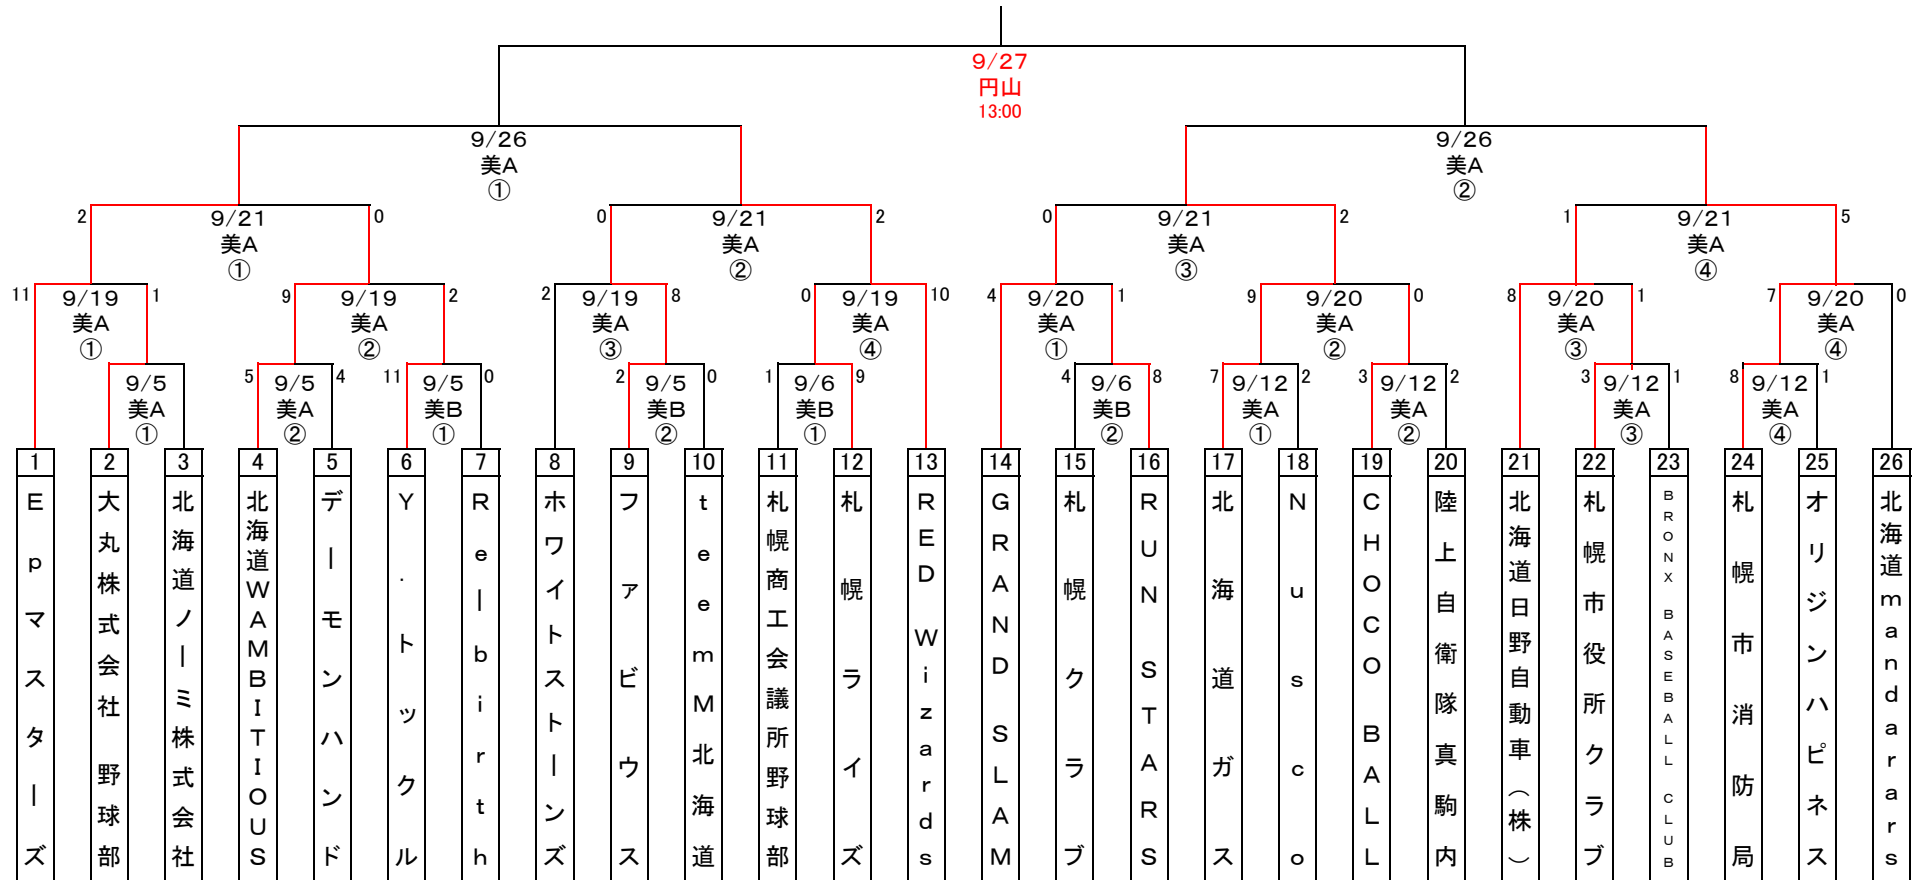 9/27
円山
13:00
9/26
美A
①
9/26
美A
②
2 9/21 0
美A
①
0 9/21 2
美A
②
0 9/21 2
美A
③
1 9/21 5
美A
④
11 9/19 1
美A
①
9 9/19 2
美A
②
2 9/19 8
美A
③
0 9/19 10
美A
④
4 9/20 1
美A
①
9 9/20 0
美A
②
8 9/20 1
美A
③
7 9/20 0
美A
④
9/5
美A
①
5 9/5 4
美A
②
11 9/5 0
美B
①
2 9/5 0
美B
②
1 9/6 9
美B
①
4 9/6 8
美B
②
7 9/12 2
美A
①
3 9/12 2
美A
②
3 9/12 1
美A
③
8 9/12 1
美A
④
1 Epマスターズ
2 大丸株式会社 野球部
3 北海道ノーミ株式会社
4 北海道WAMBITIOUS
5 デーモンハンド
6 Y.トックル
7 Relbirth
8 ホワイトストーンズ
9 ファビウス
10 teemM北海道
11 札幌商工会議所野球部
12 札幌ライズ
13 RED Wizards
14 GRAND SLAM
15 札幌クラブ
16 RUN STARS
17 北海道ガス
18 Nusco
19 CHOCO BALL
20 陸上自衛隊真駒内
21 北海道日野自動車(株)
22 札幌市役所クラブ
23 BRONX BASEBALL CLUB
24 札幌市消防局
25 オリジンハピネス
26 北海道mandarars